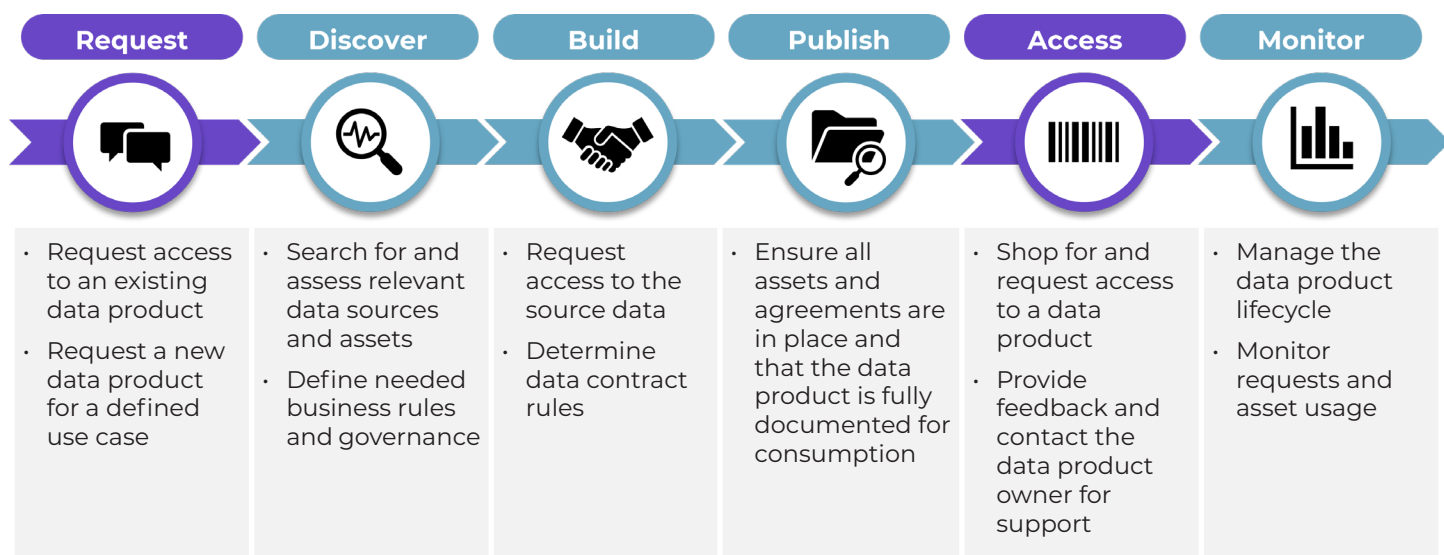 Request
Discover
Build
Publish
Access
Monitor
• Request access
to an existing
data product
• Request a new
data product
for a defined
use case
• Search for and
assess relevant
data sources
and assets
• Define needed
business rules
and governance
• Request
access to the
source data
• Determine
data contract
rules
• Ensure all
assets and
agreements are
in place and
that the data
product is fully
documented for
consumption
• Shop for and
request access
to a data
product
• Provide
feedback and
contact the
data product
owner for
support
• Manage the
data product
lifecycle
• Monitor
requests and
asset usage